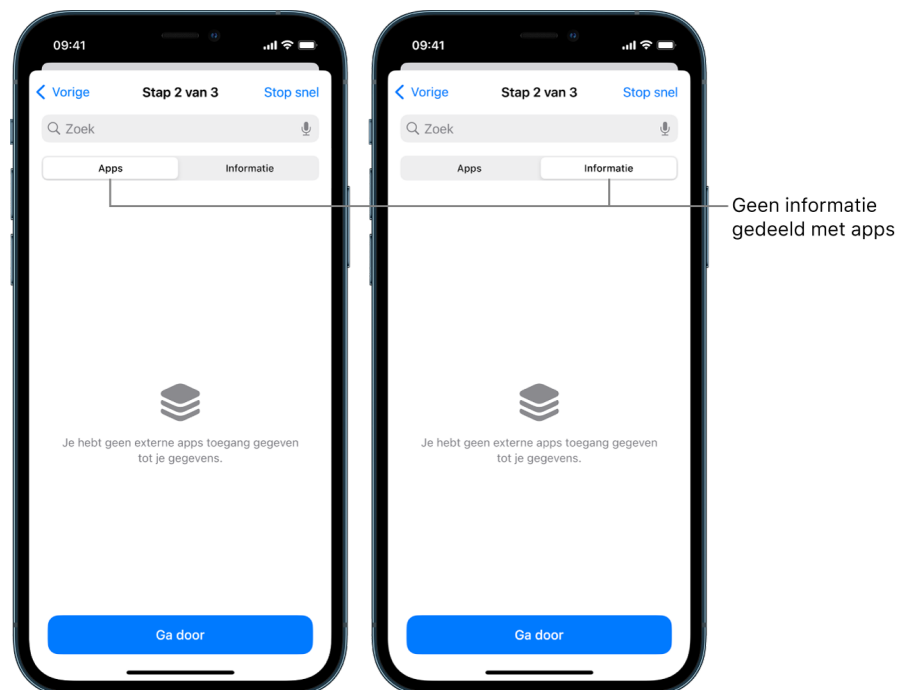 09:41
Vorige
Stap 2 van 3
Stop snel
Zoek
Apps
Informatie
Je hebt geen externe apps toegang gegeven
tot je gegevens.
Ga door
09:41
Vorige
Stap 2 van 3
Stop snel
Zoek
Apps
Informatie
Je hebt geen externe apps toegang gegeven
tot je gegevens.
Ga door
Geen informatie
gedeeld met apps